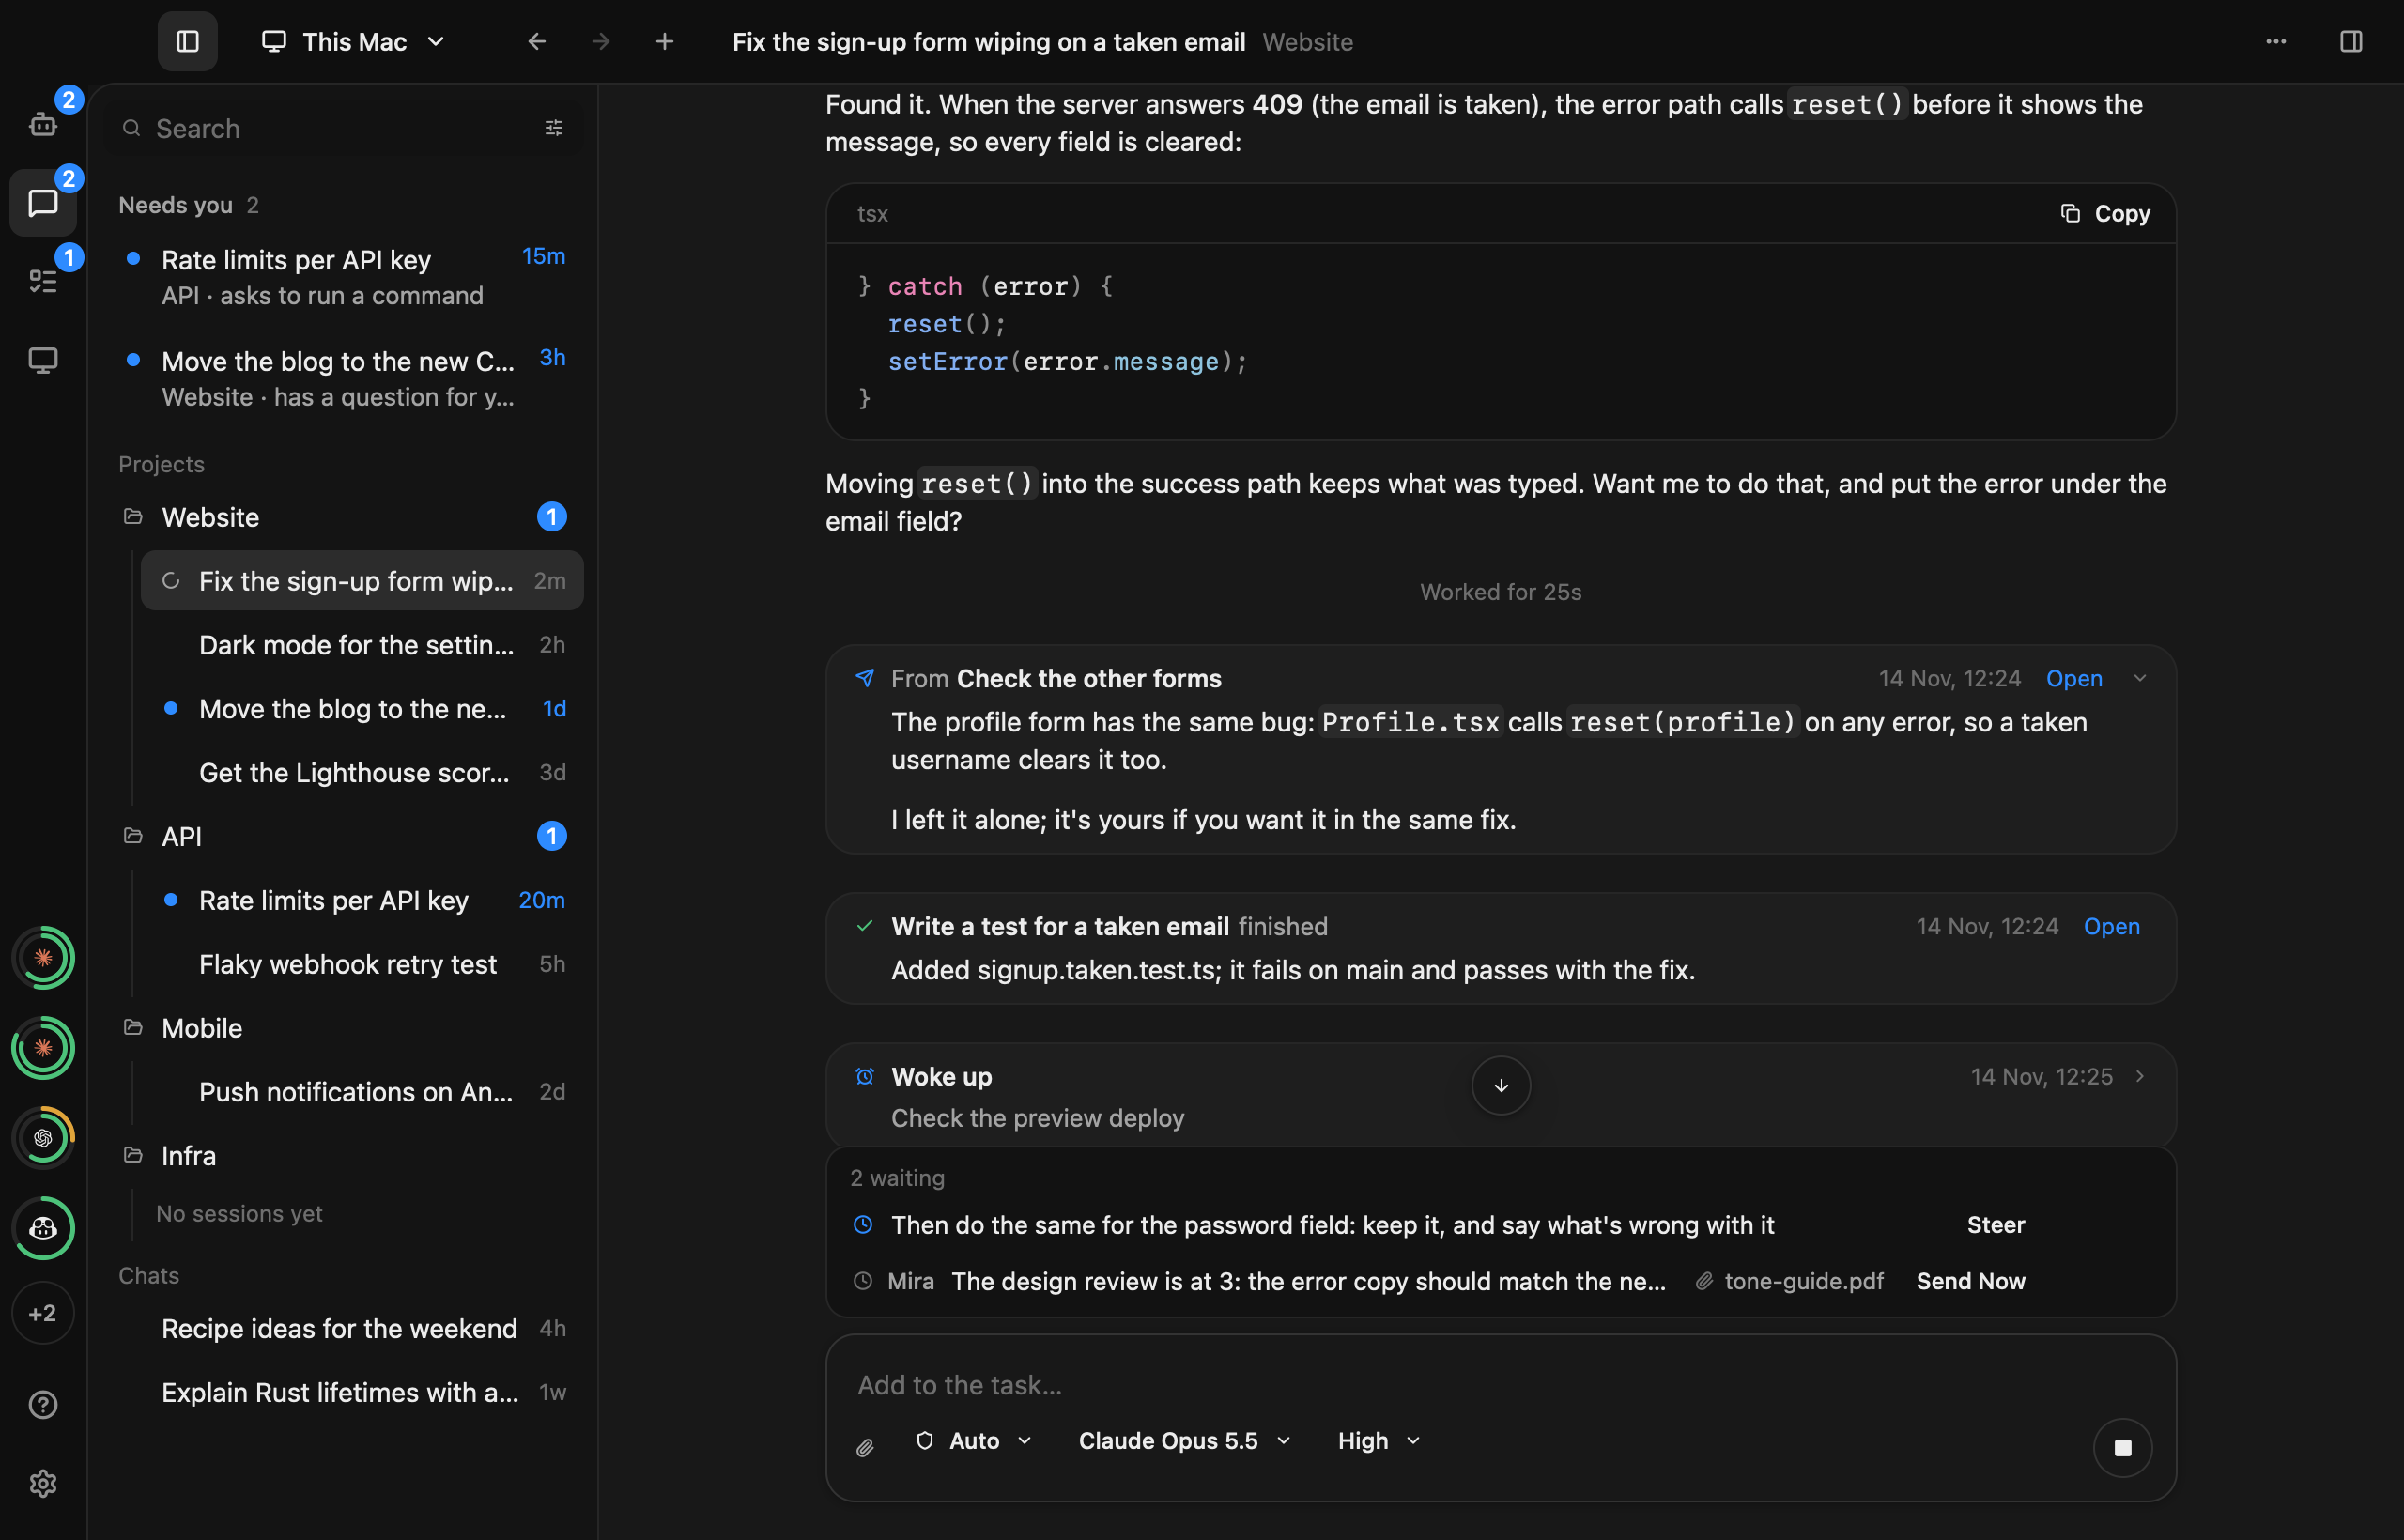 This Mac
Fix the sign-up form wiping on a taken email Website
2
2
1
Search
Needs you 2
Rate limits per API key 15m
API · asks to run a command
Move the blog to the new C... 3h
Website · has a question for y...
Projects
Website 1
Fix the sign-up form wip... 2m
Dark mode for the settin... 2h
Move the blog to the ne... 1d
Get the Lighthouse scor... 3d
API 1
Rate limits per API key 20m
Flaky webhook retry test 5h
Mobile
Push notifications on An... 2d
Infra
No sessions yet
Chats
Recipe ideas for the weekend 4h
Explain Rust lifetimes with a... 1w
+2
Found it. When the server answers 409 (the email is taken), the error path calls reset() before it shows the
message, so every field is cleared:
tsx Copy
} catch (error) {
reset();
setError(error.message);
}
Moving reset() into the success path keeps what was typed. Want me to do that, and put the error under the
email field?
Worked for 25s
From Check the other forms 14 Nov, 12:24 Open
The profile form has the same bug: Profile.tsx calls reset(profile) on any error, so a taken
username clears it too.
I left it alone; it's yours if you want it in the same fix.
Write a test for a taken email finished 14 Nov, 12:24 Open
Added signup.taken.test.ts; it fails on main and passes with the fix.
Woke up 14 Nov, 12:25
Check the preview deploy
2 waiting
Then do the same for the password field: keep it, and say what's wrong with it Steer
Mira The design review is at 3: the error copy should match the ne... tone-guide.pdf Send Now
Add to the task...
Auto Claude Opus 5.5 High